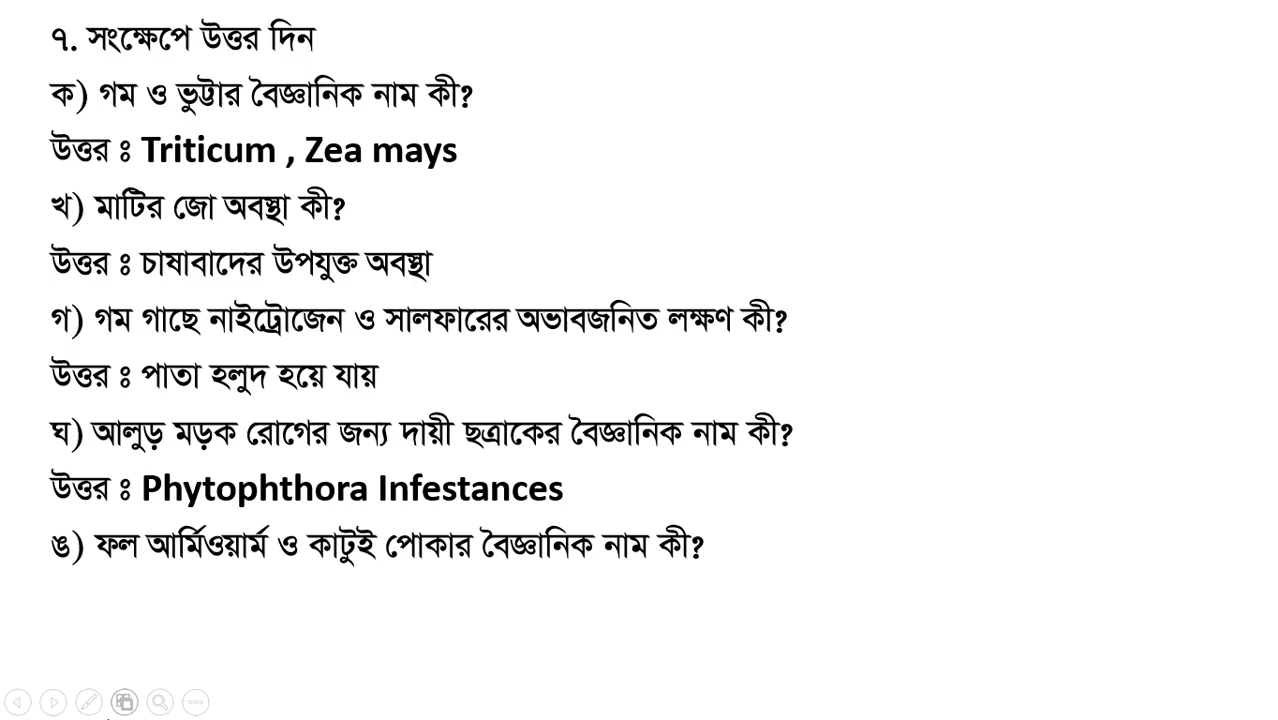 ৭. সংক্ষেপে উত্তর দিন
ক) গম ও ভুট্টার বৈজ্ঞানিক নাম কী?
উত্তর ঃ Triticum , Zea mays
খ) মাটির জো অবস্থা কী?
উত্তর ঃ চাষাবাদের উপযুক্ত অবস্থা
গ) গম গাছে নাইট্রোজেন ও সালফারের অভাবজনিত লক্ষণ কী?
উত্তর ঃ পাতা হলুদ হয়ে যায়
ঘ) আলুড় মড়ক রোগের জন্য দায়ী ছত্রাকের বৈজ্ঞানিক নাম কী?
উত্তর ঃ Phytophthora Infestances
ঙ) ফল আর্মিওয়ার্ম ও কাটুই পোকার বৈজ্ঞানিক নাম কী?